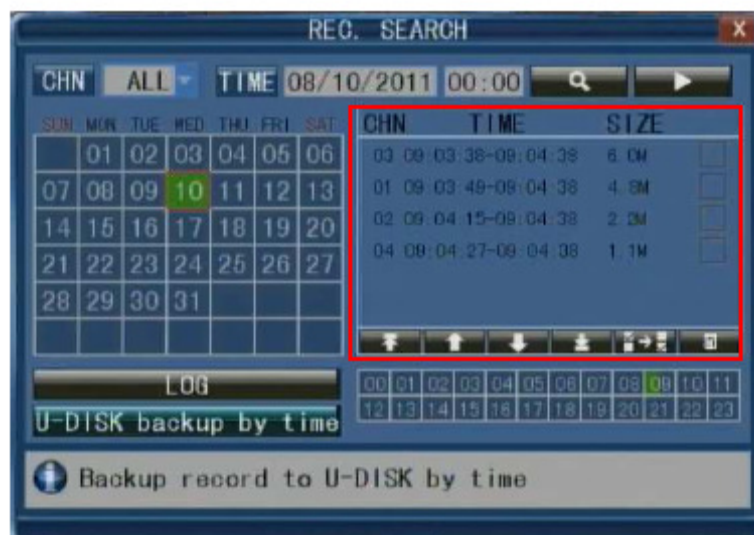 REC. SEARCH
X
CHN ALL TIME 08/10/2011 00:00
SUN MON TUE WED THU FRI SAT
01 02 03 04 05 06
07 08 09 10 11 12 13
14 15 16 17 18 19 20
21 22 23 24 25 26 27
28 29 30 31
CHN TIME SIZE
03 09:03:38-09:04:38 6.0M
01 09:03:49-09:04:38 4.8M
02 09:04:15-09:04:38 2.0M
04 09:04:27-09:04:38 1.1M
LOG
U-DISK backup by time
00 01 02 03 04 05 06 07 08 09 10 11
12 13 14 15 16 17 18 19 20 21 22 23
Backup record to U-DISK by time